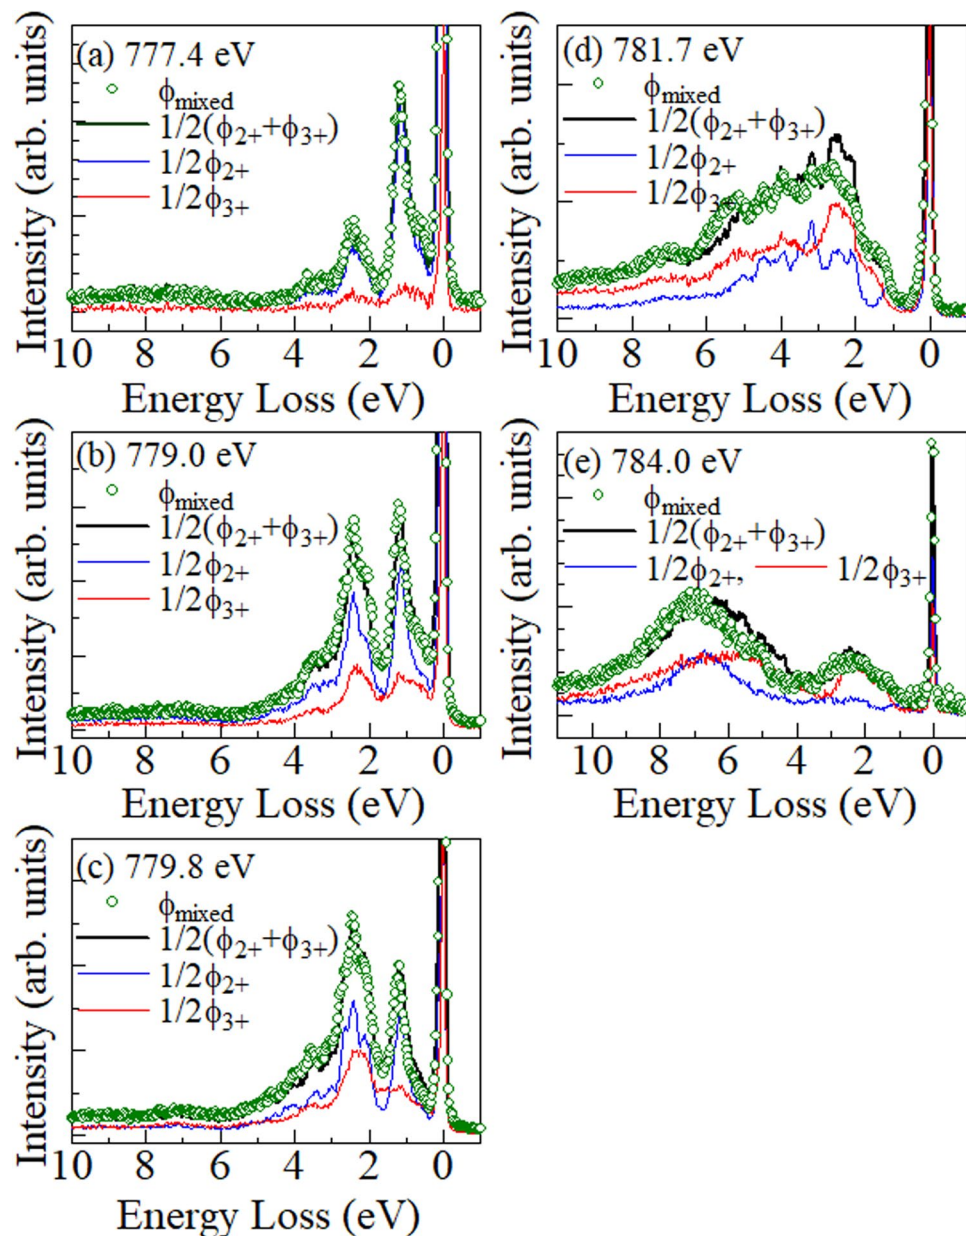 (a) 777.4 eV
ϕmixed
1/2(ϕ2++ϕ3+)
1/2ϕ2+
1/2ϕ3+
Intensity (arb. units)
10 8 6 4 2 0
Energy Loss (eV)
(b) 779.0 eV
ϕmixed
1/2(ϕ2++ϕ3+)
1/2ϕ2+
1/2ϕ3+
Intensity (arb. units)
10 8 6 4 2 0
Energy Loss (eV)
(c) 779.8 eV
ϕmixed
1/2(ϕ2++ϕ3+)
1/2ϕ2+
1/2ϕ3+
Intensity (arb. units)
10 8 6 4 2 0
Energy Loss (eV)
(d) 781.7 eV
ϕmixed
1/2(ϕ2++ϕ3+)
1/2ϕ2+
1/2ϕ3+
Intensity (arb. units)
10 8 6 4 2 0
Energy Loss (eV)
(e) 784.0 eV
ϕmixed
1/2(ϕ2++ϕ3+)
1/2ϕ2+, 1/2ϕ3+
Intensity (arb. units)
10 8 6 4 2 0
Energy Loss (eV)